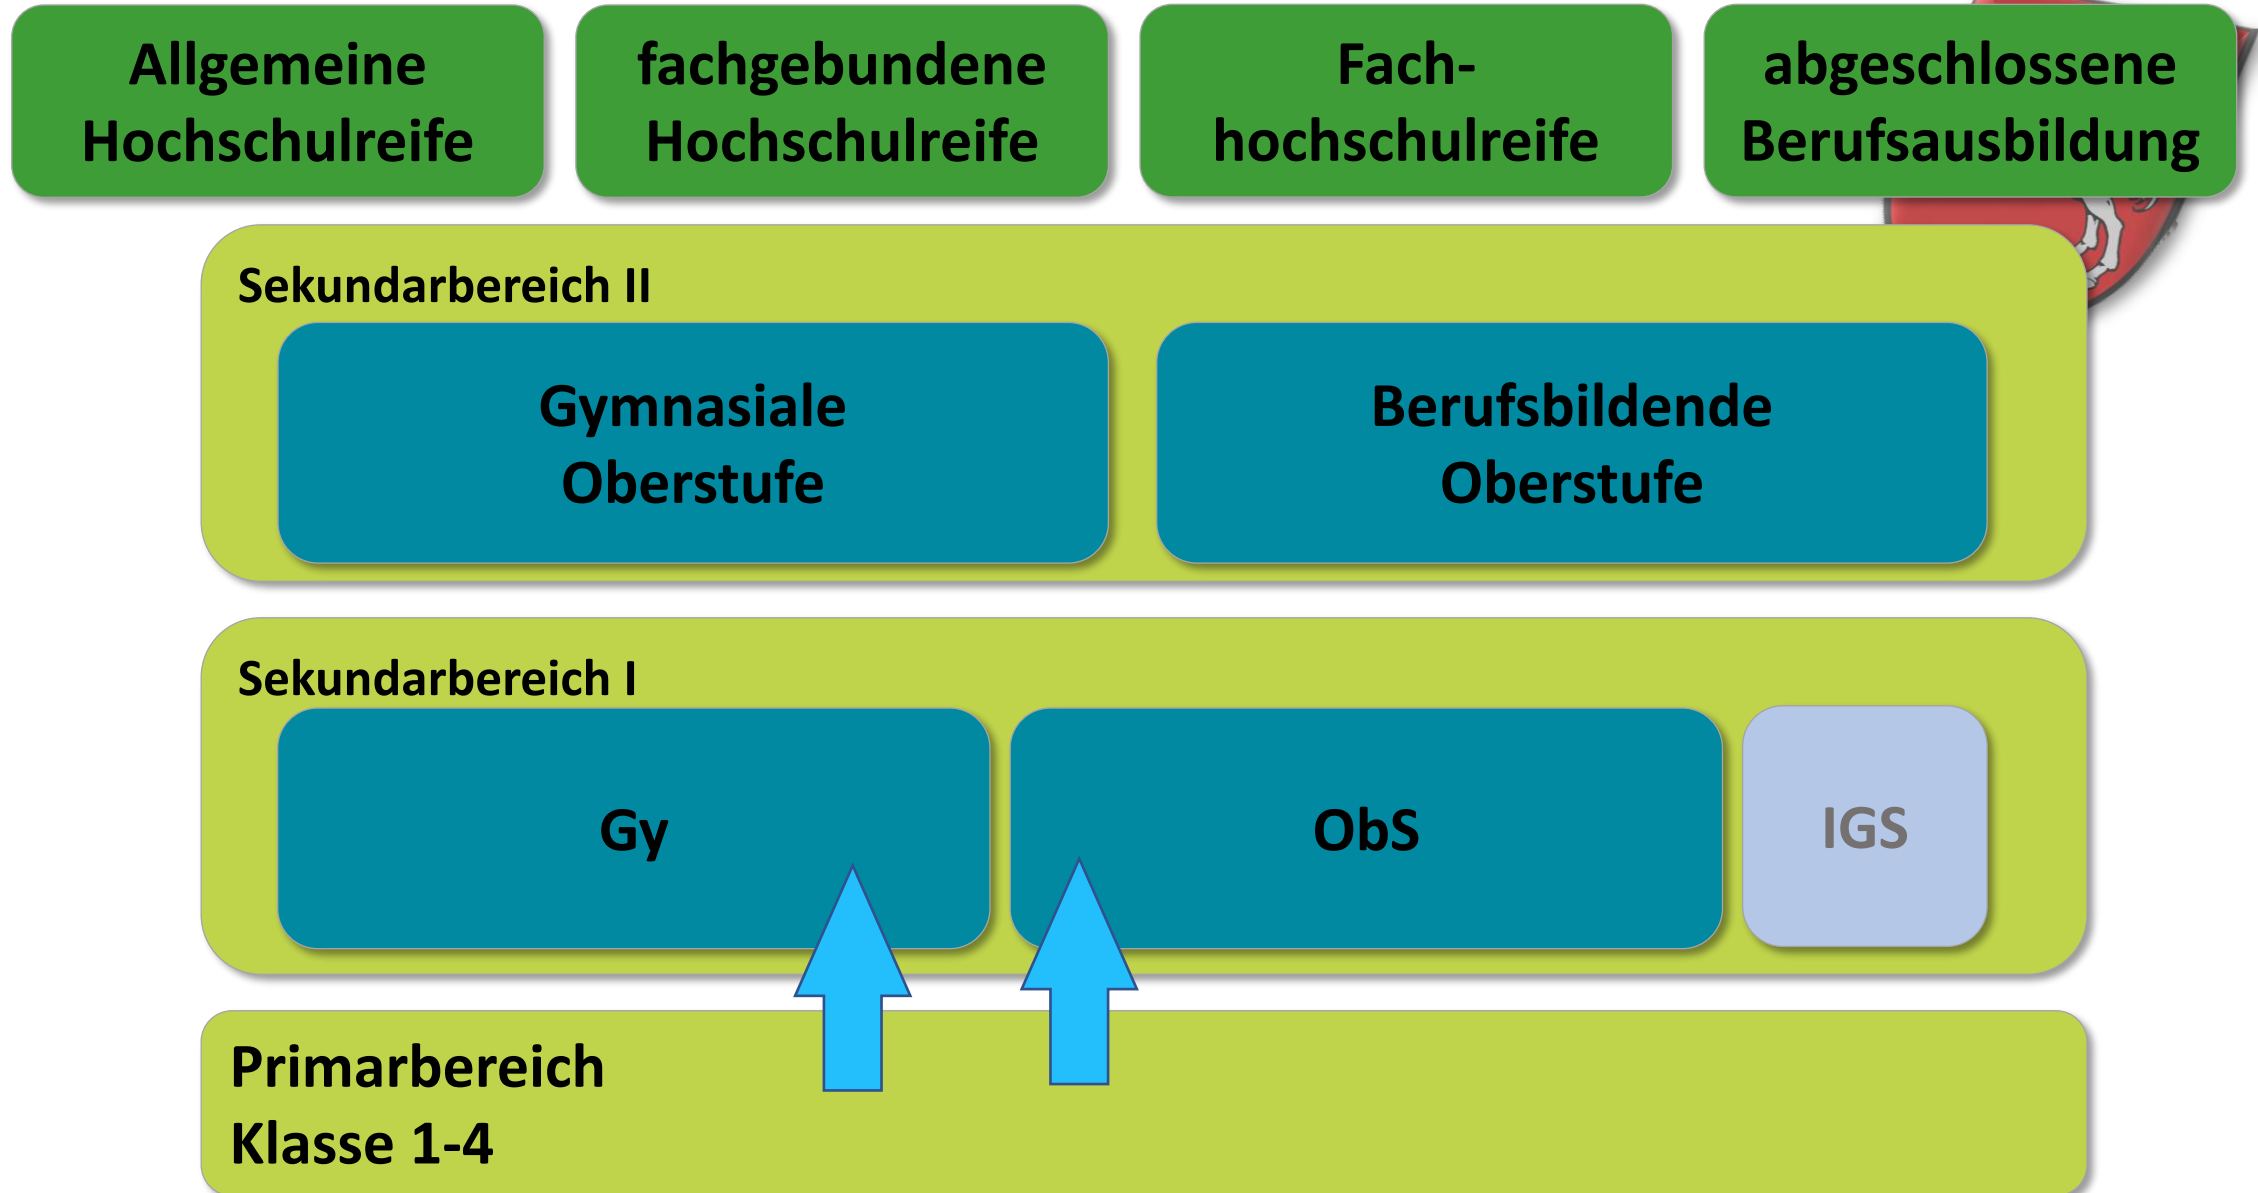 Allgemeine
Hochschulreife
fachgebundene
Hochschulreife
Fach-
hochschulreife
abgeschlossene
Berufsausbildung
Sekundarbereich II
Gymnasiale
Oberstufe
Berufsbildende
Oberstufe
Sekundarbereich I
Gy
ObS
IGS
Primarbereich
Klasse 1-4